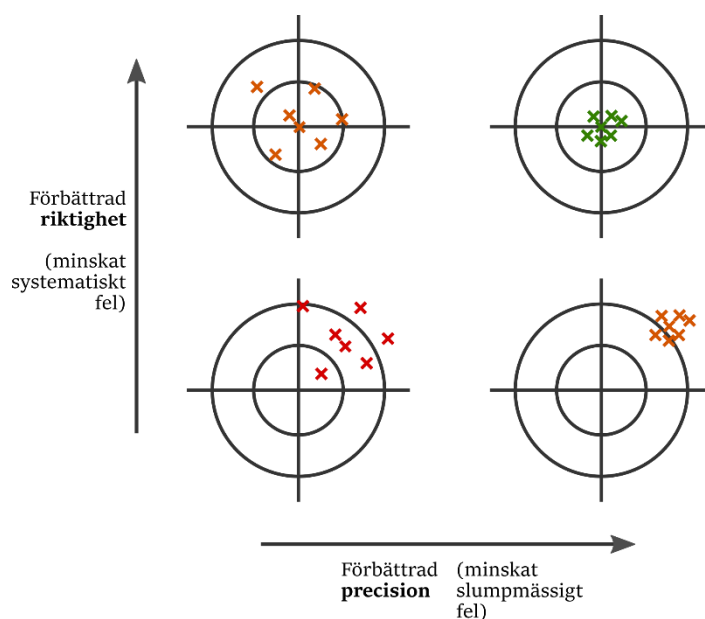 Förbättrad
riktighet
(minskat
systematiskt
fel)
Förbättrad
precision
(minskat
slumpmässigt
fel)